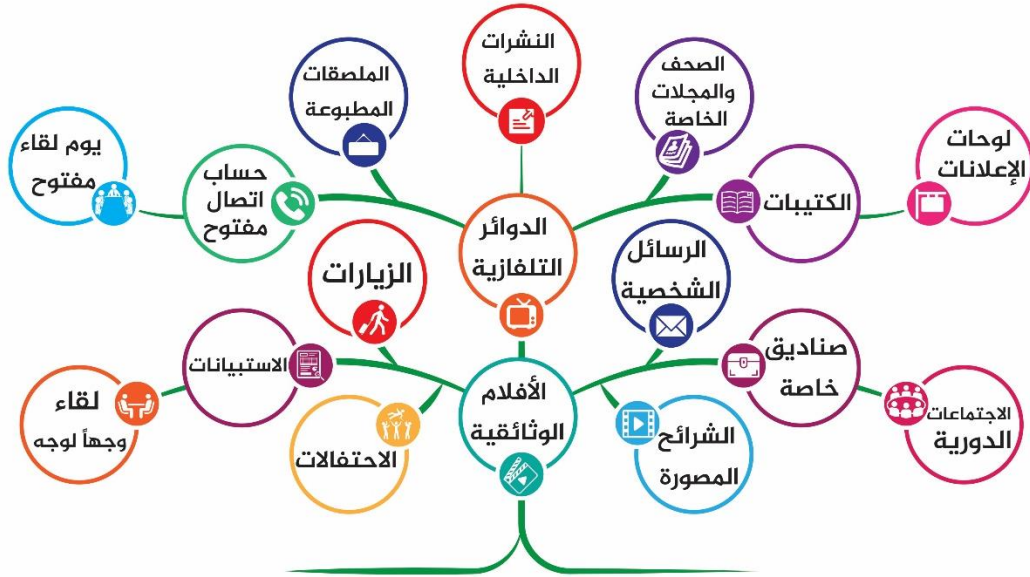 النشرات
الداخلية
الصحف
والمجلات
الخاصة
الملصقات
المطبوعة
لوحات
الإعلانات
الكتيبات
حساب
اتصال
مفتوح
يوم لقاء
مفتوح
الدوائر
التلفازية
الرسائل
الشخصية
الزيارات
صناديق
خاصة
الاستبيانات
الاجتماعات
الدورية
الشرائح
المصورة
الأفلام
الوثائقية
الاحتفالات
لقاء
وجهاً لوجه